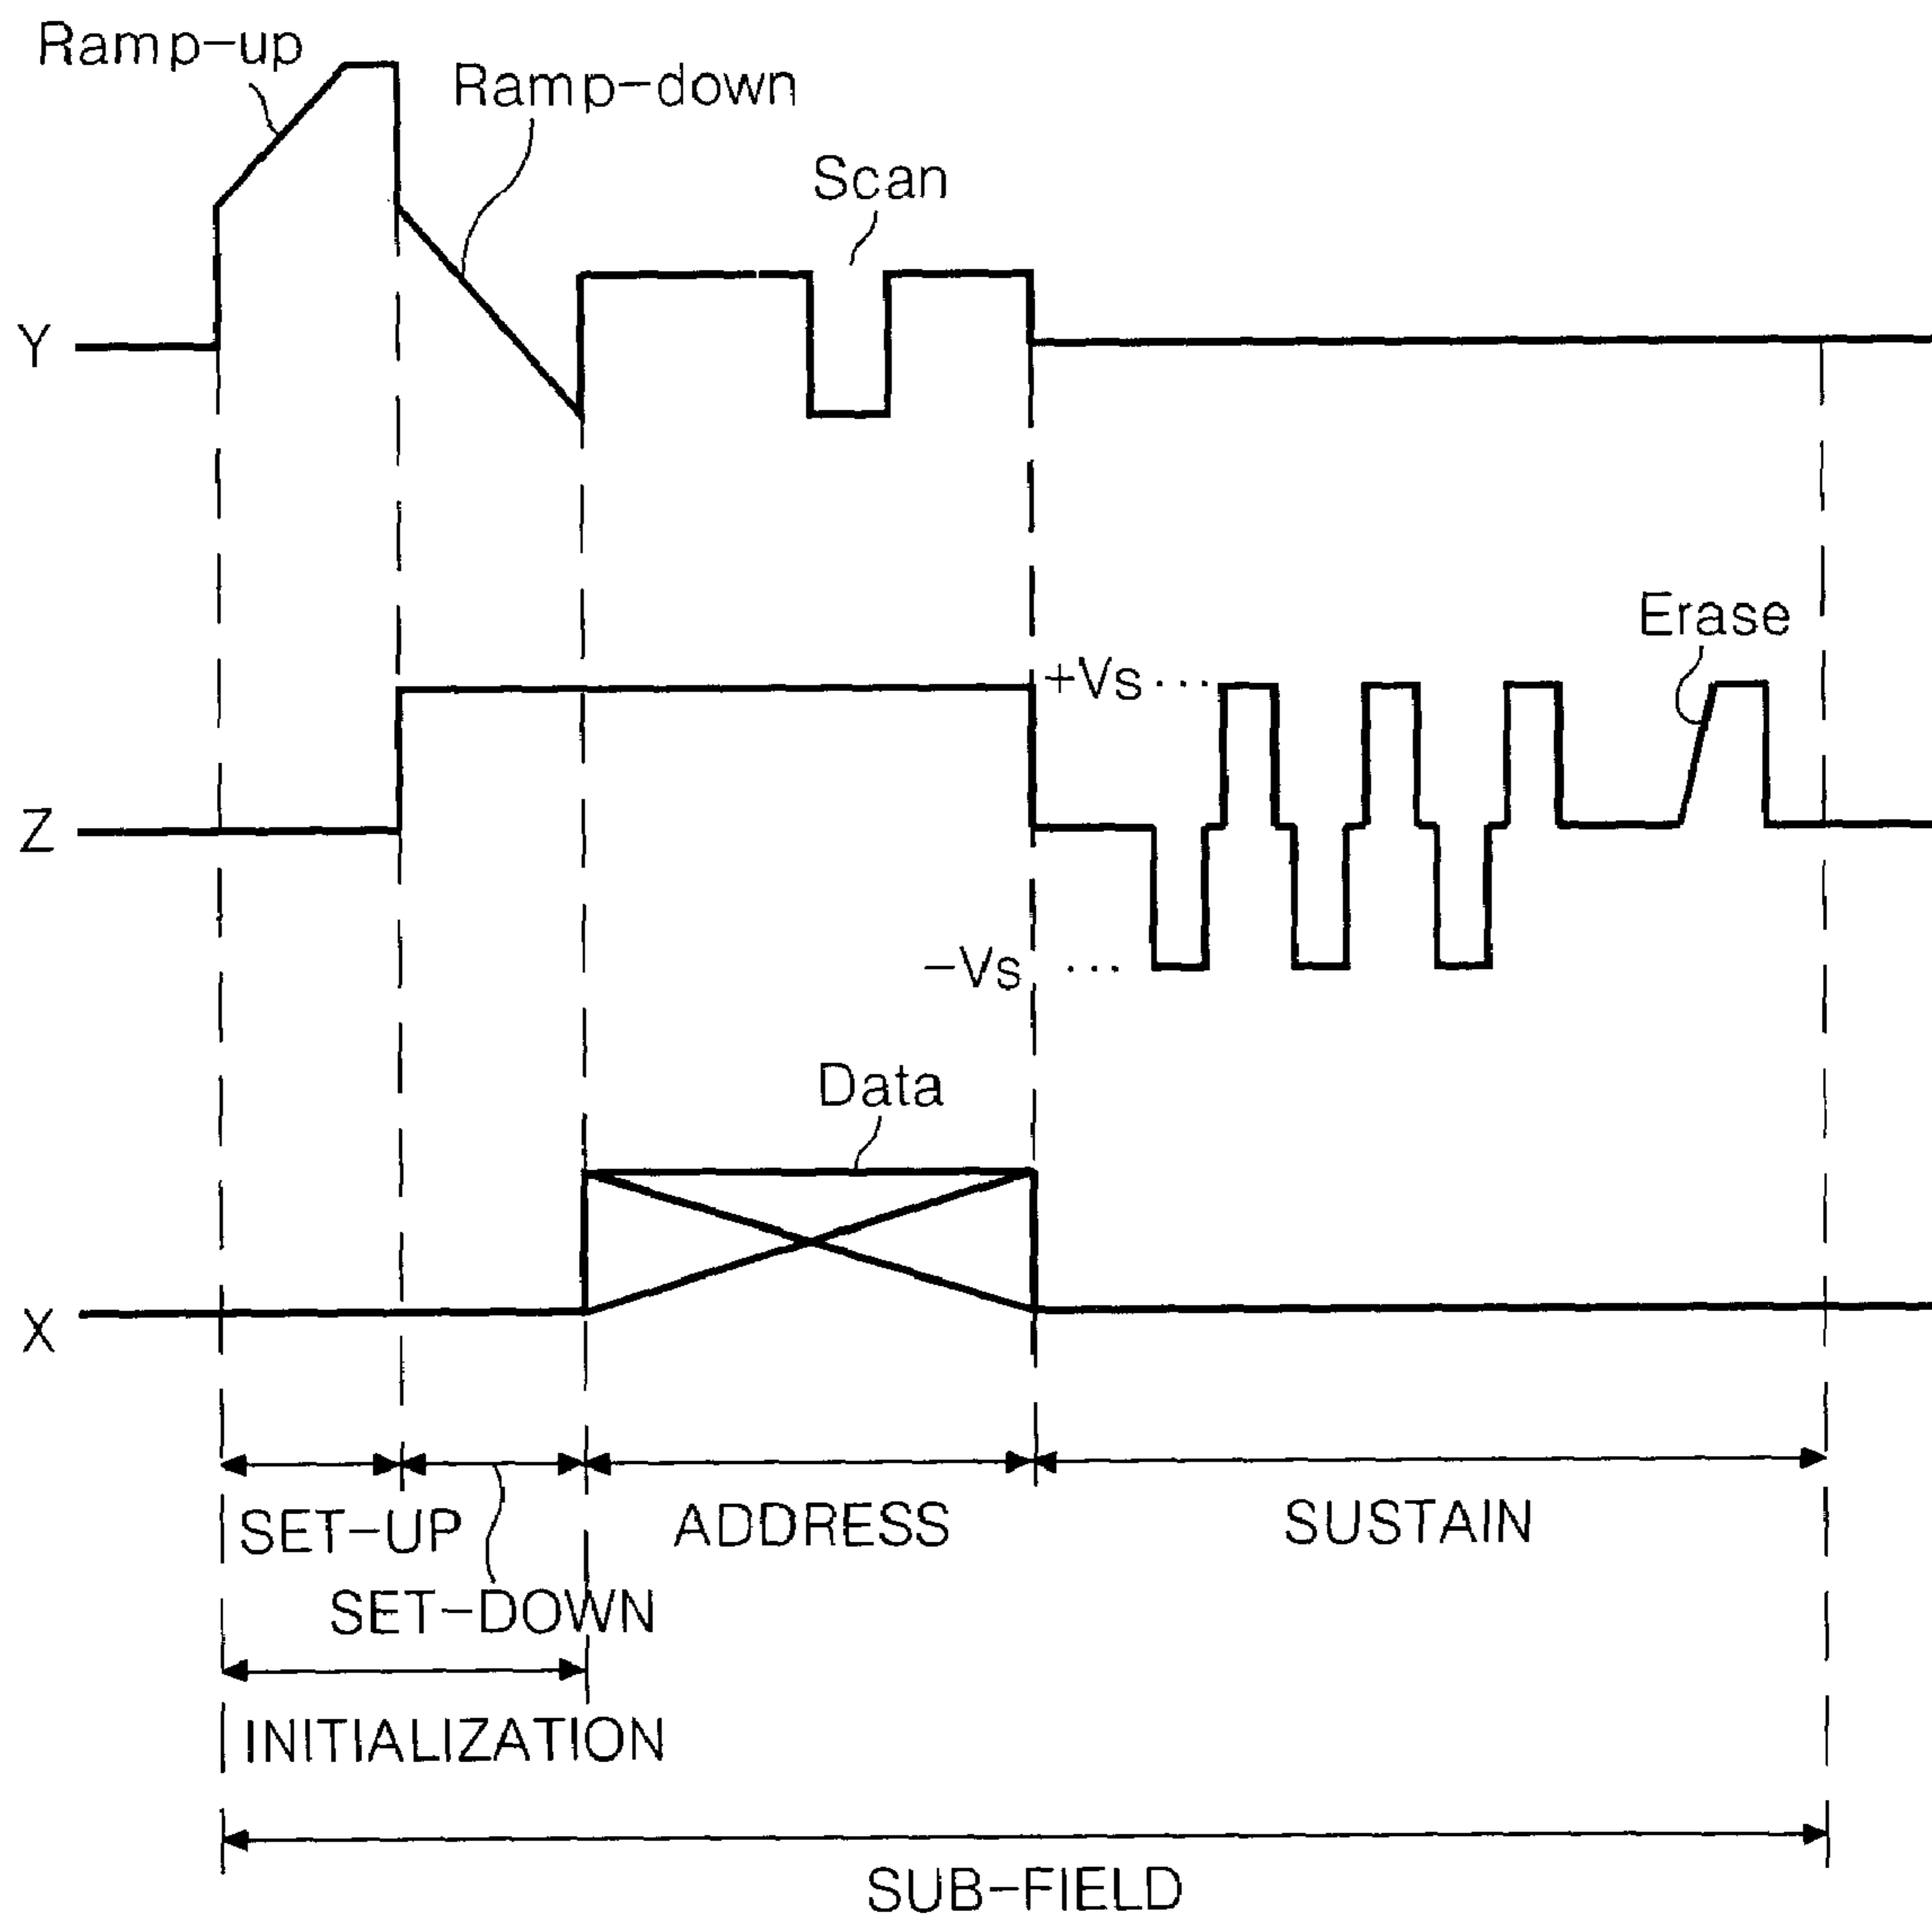 Ramp-up
Ramp-down
Scan
Y
Erase
+Vs ...
Z
-Vs ...
Data
X
SET-UP
ADDRESS
SUSTAIN
SET-DOWN
INITIALIZATION
SUB-FIELD